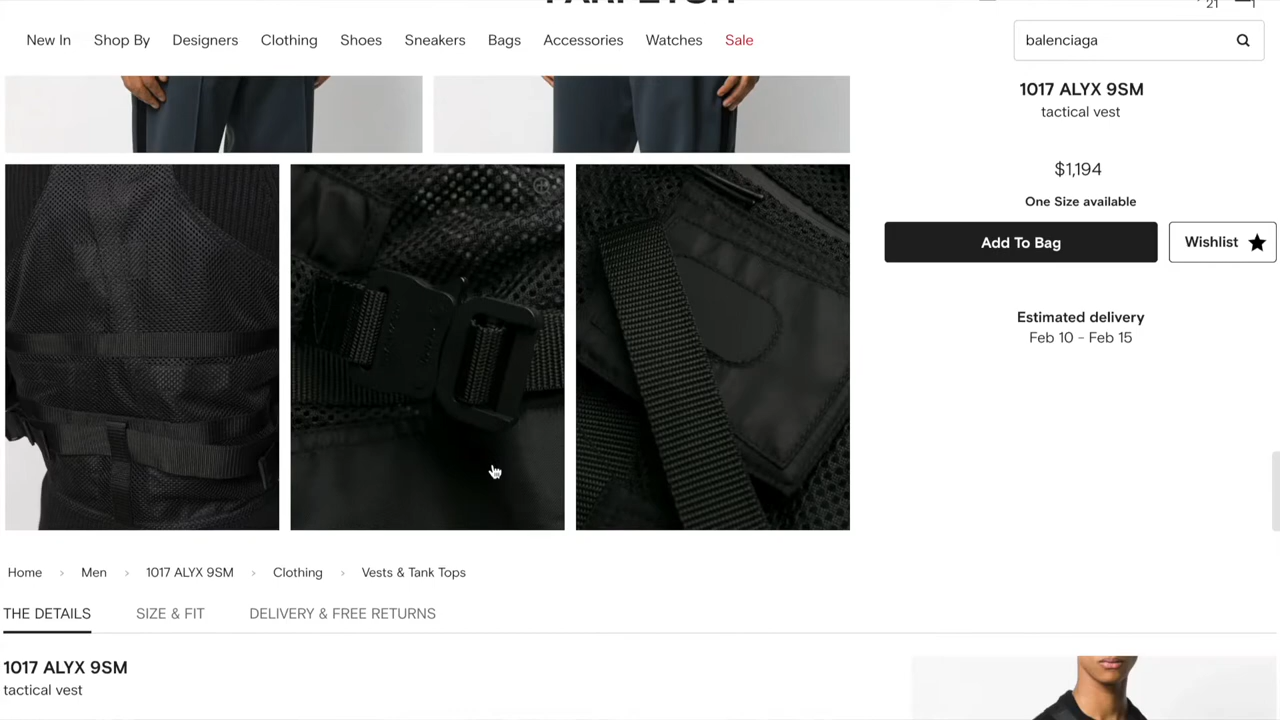 21
1
New In
Shop By
Designers
Clothing
Shoes
Sneakers
Bags
Accessories
Watches
Sale
balenciaga
1017 ALYX 9SM
tactical vest
$1,194
One Size available
Add To Bag
Wishlist
Estimated delivery
Feb 10 - Feb 15
Home › Men › 1017 ALYX 9SM › Clothing › Vests & Tank Tops
THE DETAILS
SIZE & FIT
DELIVERY & FREE RETURNS
1017 ALYX 9SM
tactical vest